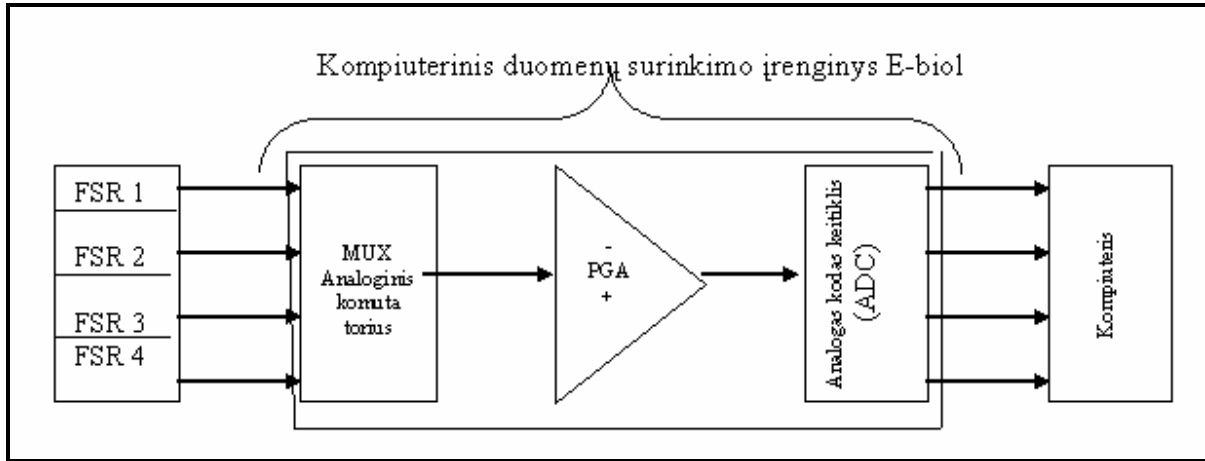 Kompiuterinis duomenų surinkimo įrenginys E-biol
FSR 1
FSR 2
FSR 3
FSR 4
MUX
Analoginis
komuta
torius
-
PGA
+
Analogas kodas keitiklis
(ADC)
Kompiuteris